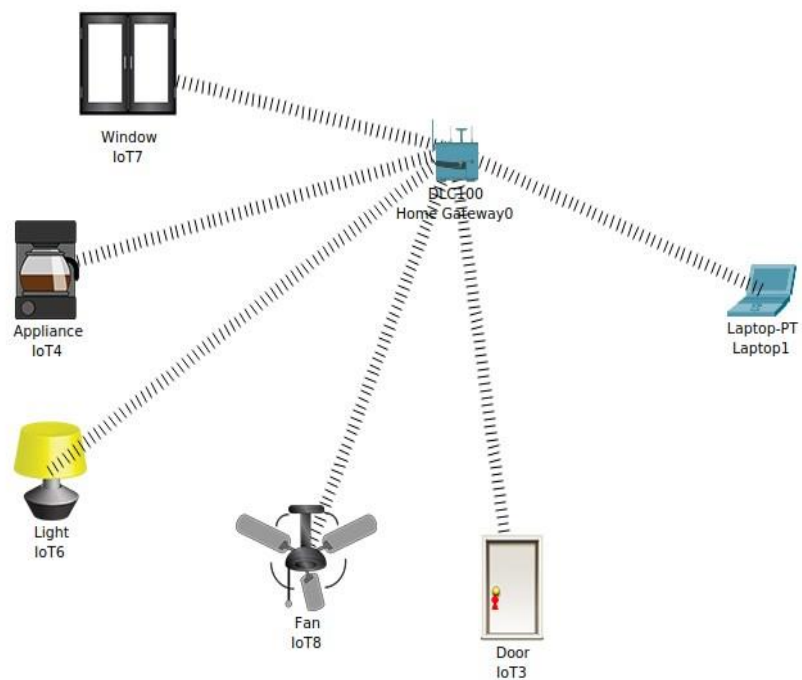 Window
IoT7
DLC100
Home Gateway0
Appliance
IoT4
Laptop-PT
Laptop1
Light
IoT6
Fan
IoT8
Door
IoT3